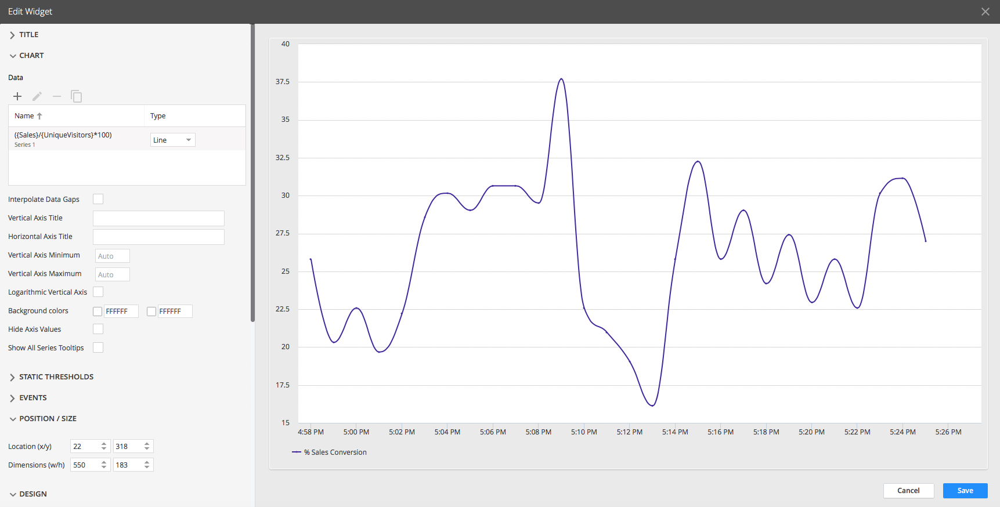 Edit Widget
TITLE
CHART
Data
Name Type
({Sales}/{UniqueVisitors}*100)
Series 1
Line
Interpolate Data Gaps
Vertical Axis Title
Horizontal Axis Title
Vertical Axis Minimum Auto
Vertical Axis Maximum Auto
Logarithmic Vertical Axis
Background colors FFFFFF FFFFFF
Hide Axis Values
Show All Series Tooltips
STATIC THRESHOLDS
EVENTS
POSITION / SIZE
Location (x/y) 22 318
Dimensions (w/h) 550 183
DESIGN
40
37.5
35
32.5
30
27.5
25
22.5
20
17.5
15
4:58 PM 5:00 PM 5:02 PM 5:04 PM 5:06 PM 5:08 PM 5:10 PM 5:12 PM 5:14 PM 5:16 PM 5:18 PM 5:20 PM 5:22 PM 5:24 PM 5:26 PM
% Sales Conversion
Cancel Save